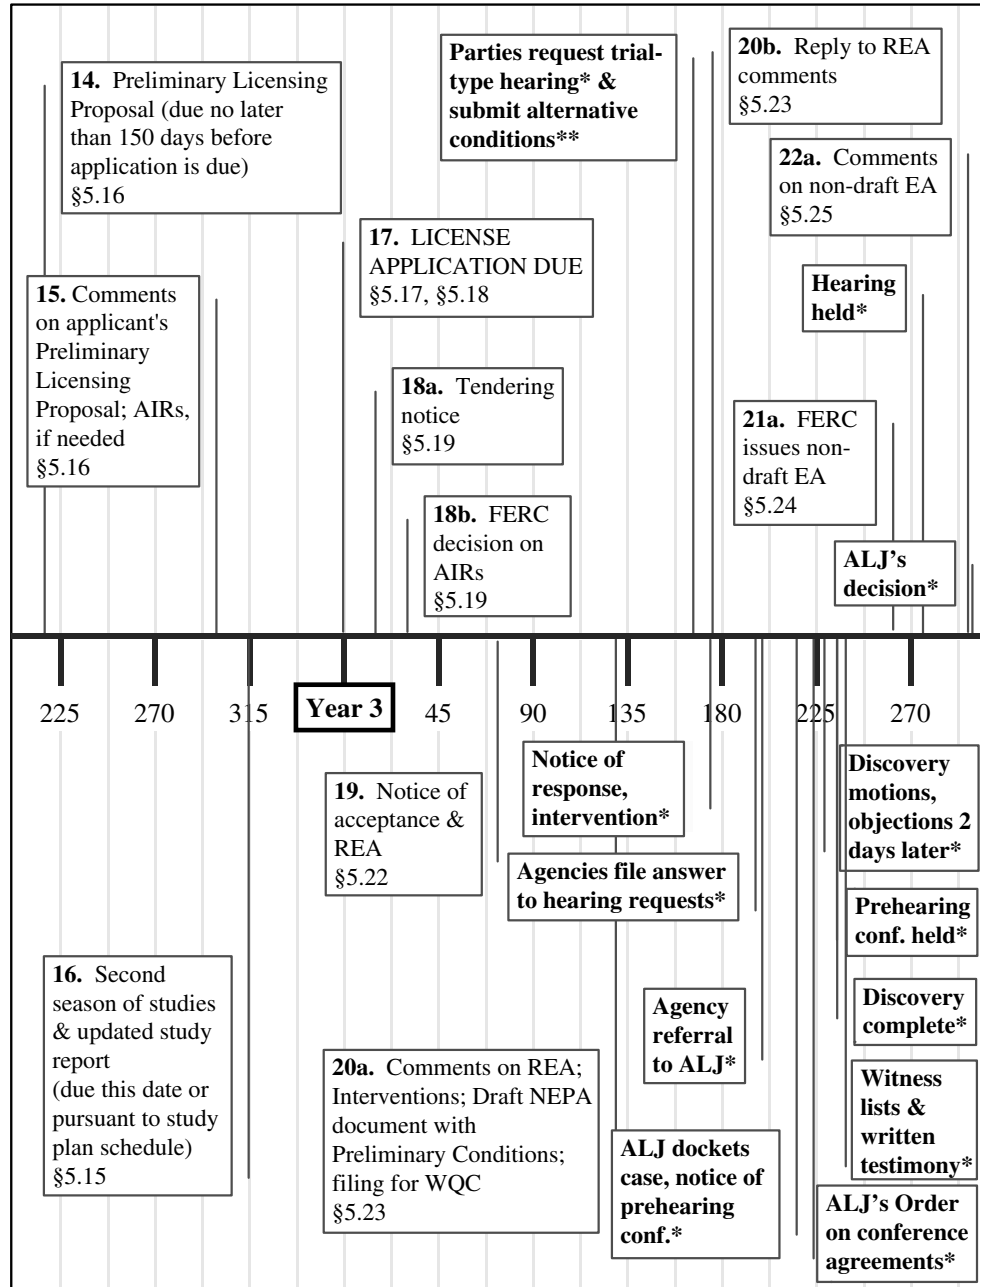 14.  Preliminary Licensing
Proposal (due no later
than 150 days before
application is due)
§5.16
Parties request trial-
type hearing* &
submit alternative
conditions**
20b.  Reply to REA
comments
§5.23
22a.  Comments
on non-draft EA
§5.25
17.  LICENSE
APPLICATION DUE
§5.17, §5.18
15. Comments
on applicant's
Preliminary
Licensing
Proposal; AIRs,
if needed
§5.16
Hearing
held*
18a.  Tendering
notice
§5.19
21a.  FERC
issues non-
draft EA
§5.24
18b.  FERC
decision on
AIRs
§5.19
ALJ’s
decision*
225 270 315 Year 3 45 90 135 180 225 270
19.  Notice of
acceptance &
REA
§5.22
Notice of
response,
intervention*
Discovery
motions,
objections 2
days later*
Agencies file answer
to hearing requests*
Prehearing
conf. held*
16.  Second
season of studies
& updated study
report
(due this date or
pursuant to study
plan schedule)
§5.15
Agency
referral
to ALJ*
Discovery
complete*
20a.  Comments on REA;
Interventions; Draft NEPA
document with
Preliminary Conditions;
filing for WQC
§5.23
Witness
lists &
written
testimony*
ALJ dockets
case, notice of
prehearing
conf.*
ALJ’s Order
on conference
agreements*